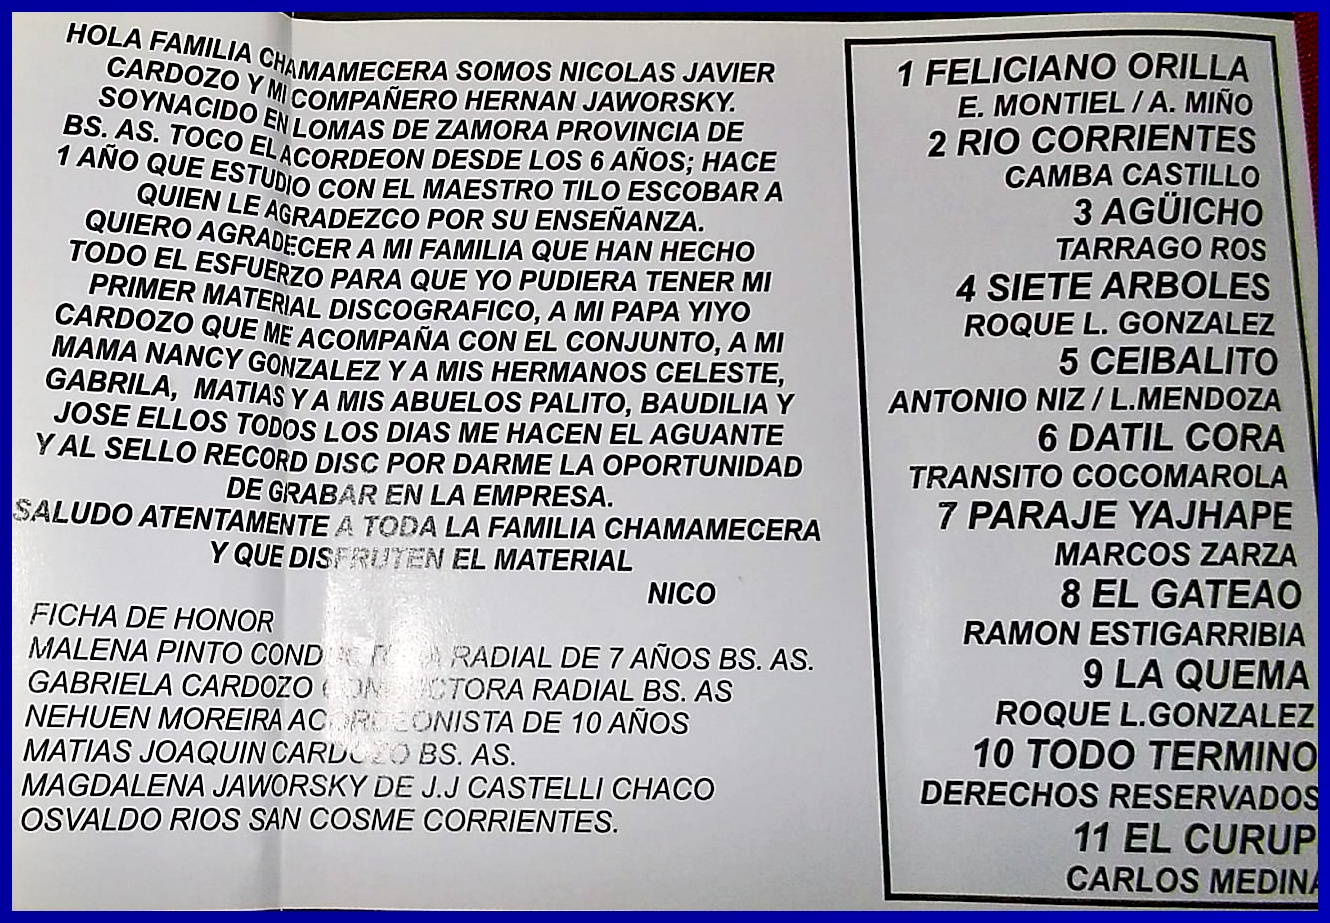 HOLA FAMILIA CHAMAMECERA SOMOS NICOLAS JAVIER
CARDOZO Y MI COMPAÑERO HERNAN JAWORSKY.
SOYNACIDO EN LOMAS DE ZAMORA PROVINCIA DE
BS. AS. TOCO EL ACORDEON DESDE LOS 6 AÑOS; HACE
1 AÑO QUE ESTUDIO CON EL MAESTRO TILO ESCOBAR A
QUIEN LE AGRADEZCO POR SU ENSEÑANZA.
QUIERO AGRADECER A MI FAMILIA QUE HAN HECHO
TODO EL ESFUERZO PARA QUE YO PUDIERA TENER MI
PRIMER MATERIAL DISCOGRAFICO, A MI PAPA YIYO
CARDOZO QUE ME ACOMPAÑA CON EL CONJUNTO, A MI
MAMA NANCY GONZALEZ Y A MIS HERMANOS CELESTE,
GABRILA, MATIAS Y A MIS ABUELOS PALITO, BAUDILIA Y
JOSE ELLOS TODOS LOS DIAS ME HACEN EL AGUANTE
Y AL SELLO RECORD DISC POR DARME LA OPORTUNIDAD
DE GRABAR EN LA EMPRESA.
SALUDO ATENTAMENTE A TODA LA FAMILIA CHAMAMECERA
Y QUE DISFRUTEN EL MATERIAL
NICO
FICHA DE HONOR
MALENA PINTO CONDUCTORA RADIAL DE 7 AÑOS BS. AS.
GABRIELA CARDOZO CONDUCTORA RADIAL BS. AS
NEHUEN MOREIRA ACORDEONISTA DE 10 AÑOS
MATIAS JOAQUIN CARDOZO BS. AS.
MAGDALENA JAWORSKY DE J.J CASTELLI CHACO
OSVALDO RIOS SAN COSME CORRIENTES.
1 FELICIANO ORILLA
E. MONTIEL / A. MIÑO
2 RIO CORRIENTES
CAMBA CASTILLO
3 AGÜICHO
TARRAGO ROS
4 SIETE ARBOLES
ROQUE L. GONZALEZ
5 CEIBALITO
ANTONIO NIZ / L.MENDOZA
6 DATIL CORA
TRANSITO COCOMAROLA
7 PARAJE YAJHAPE
MARCOS ZARZA
8 EL GATEAO
RAMON ESTIGARRIBIA
9 LA QUEMA
ROQUE L.GONZALEZ
10 TODO TERMINO
DERECHOS RESERVADOS
11 EL CURUP
CARLOS MEDINA